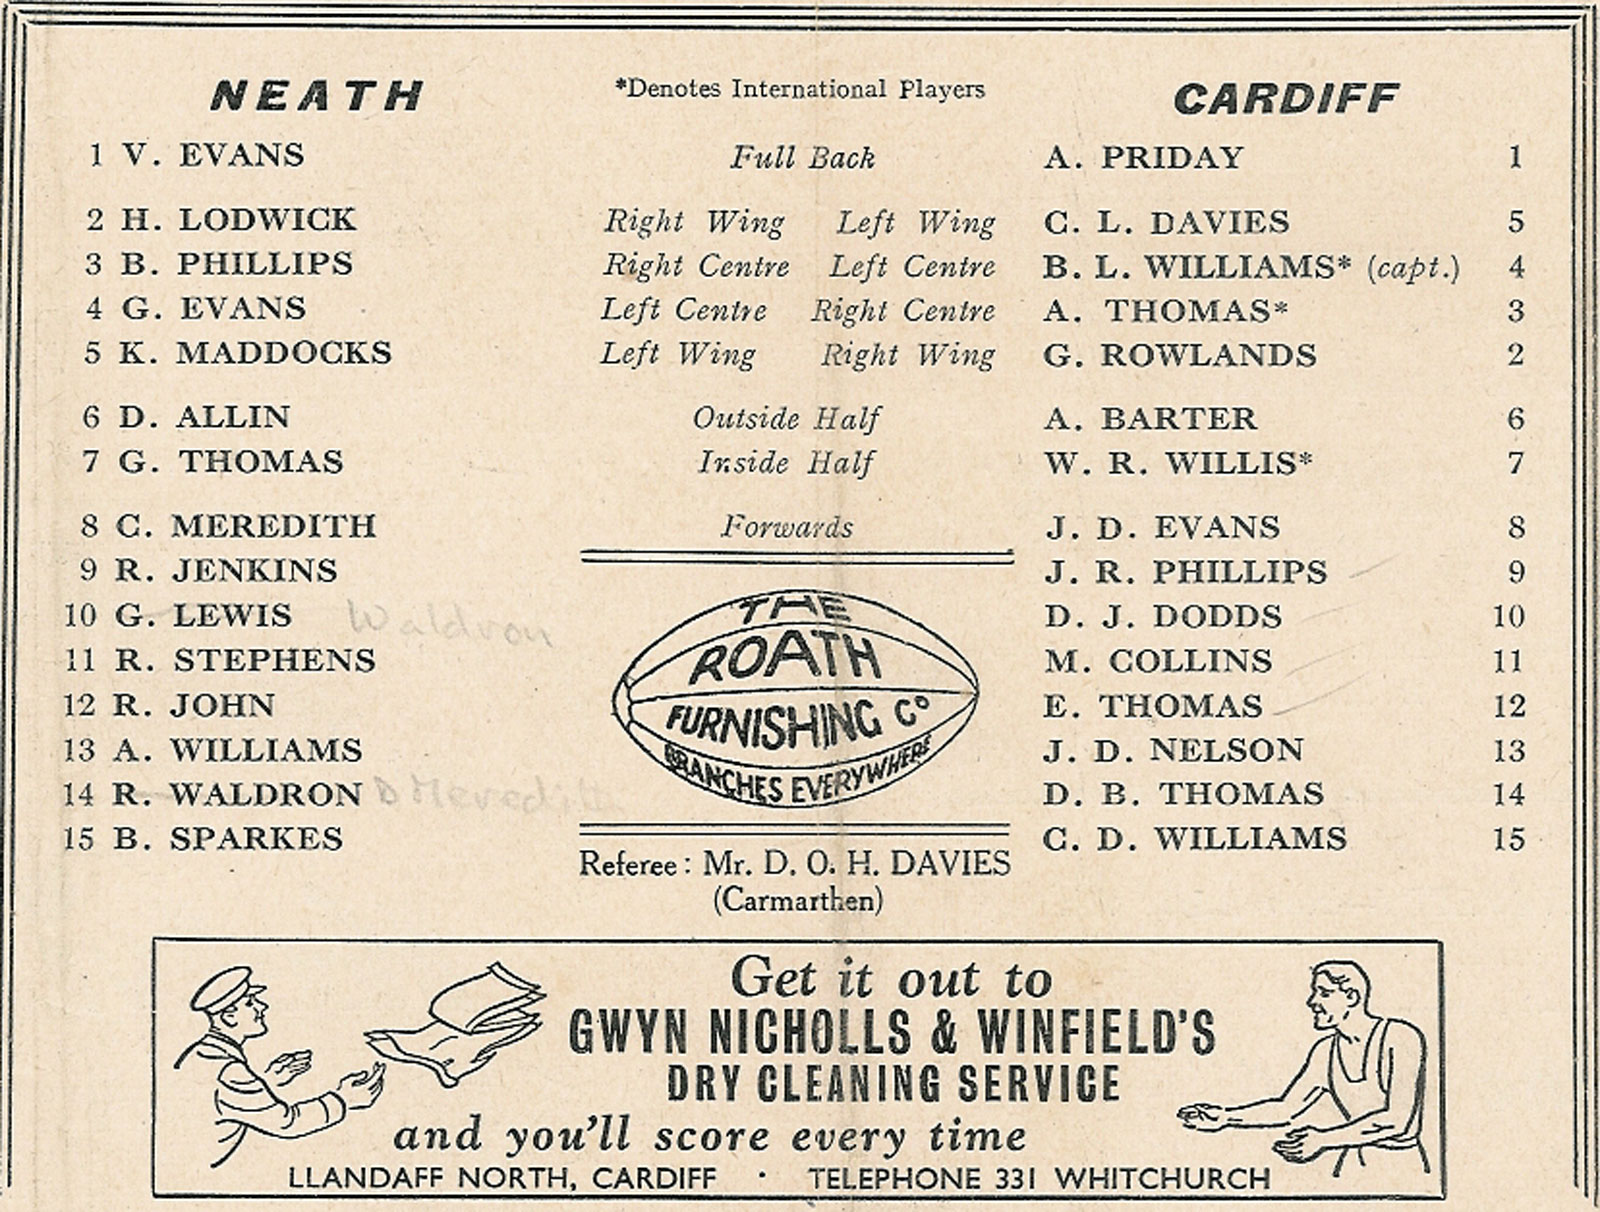 NEATH *Denotes International Players CARDIFF
1 V. EVANS Full Back A. PRIDAY 1
2 H. LODWICK Right Wing Left Wing C. L. DAVIES 5
3 B. PHILLIPS Right Centre Left Centre B. L. WILLIAMS* (capt.) 4
4 G. EVANS Left Centre Right Centre A. THOMAS* 3
5 K. MADDOCKS Left Wing Right Wing G. ROWLANDS 2
6 D. ALLIN Outside Half A. BARTER 6
7 G. THOMAS Inside Half W. R. WILLIS* 7
8 C. MEREDITH Forwards J. D. EVANS 8
9 R. JENKINS J. R. PHILLIPS 9
10 G. LEWIS Waldron D. J. DODDS 10
11 R. STEPHENS M. COLLINS 11
12 R. JOHN E. THOMAS 12
13 A. WILLIAMS J. D. NELSON 13
14 R. WALDRON D Meredith D. B. THOMAS 14
15 B. SPARKES C. D. WILLIAMS 15
THE
ROATH
FURNISHING Co
BRANCHES EVERYWHERE
Referee : Mr. D. O. H. DAVIES
(Carmarthen)
Get it out to
GWYN NICHOLLS & WINFIELD'S
DRY CLEANING SERVICE
and you'll score every time
LLANDAFF NORTH, CARDIFF · TELEPHONE 331 WHITCHURCH